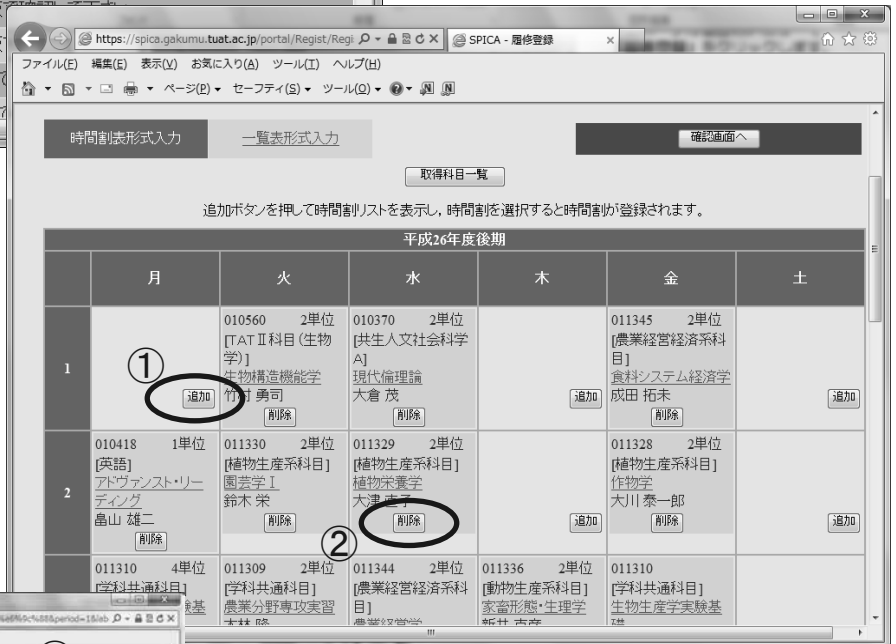 https://spica.gakumu.tuat.ac.jp/portal/Regist/Regi
SPICA - 履修登録
ファイル(F) 編集(E) 表示(V) お気に入り(A) ツール(T) ヘルプ(H)
ページ(P) セーフティ(S) ツール(O)
時間割表形式入力 一覧表形式入力 確認画面へ
取得科目一覧
追加ボタンを押して時間割リストを表示し，時間割を選択すると時間割が登録されます。
平成26年度後期
月 火 水 木 金 土
1
①
追加
010560 2単位
[TATⅡ科目（生物
学）]
生物構造機能学
竹村 勇司
削除
010370 2単位
[共生人文社会科学
A]
現代倫理論
大倉 茂
削除
追加
011345 2単位
[農業経営経済系科
目]
食料システム経済学
成田 拓未
削除
追加
2
010418 1単位
[英語]
アドヴァンスト・リー
ディング
畠山 雄二
削除
011330 2単位
[植物生産系科目]
園芸学Ⅰ
鈴木 栄
削除
②
011329 2単位
[植物生産系科目]
植物栄養学
大津 直子
削除
追加
011328 2単位
[植物生産系科目]
作物学
大川 泰一郎
削除
追加
011310 4単位
[学科共通科目]
験基
011309 2単位
[学科共通科目]
農業分野専攻実習
011344 2単位
[農業経営経済系科
目]
農業経営学
011336 2単位
[動物生産系科目]
家畜形態・生理学
011310
[学科共通科目]
生物生産学実験基
礎